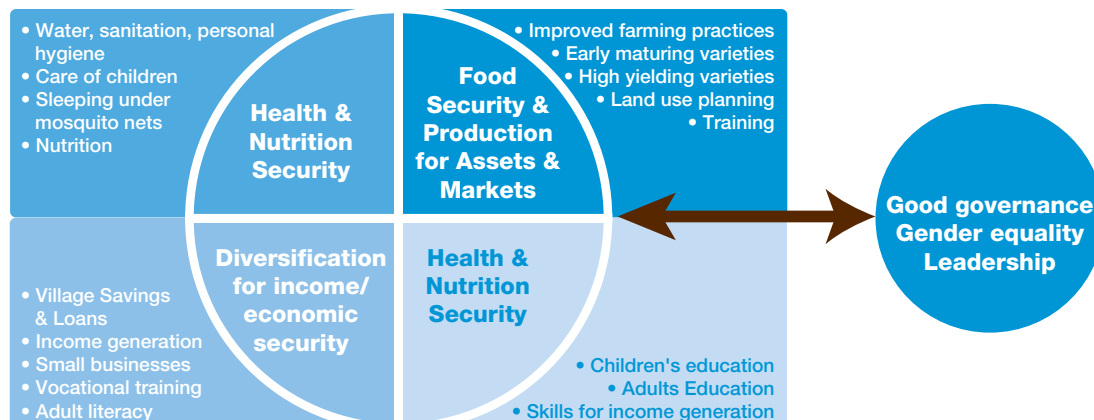 • Water, sanitation, personal
hygiene
• Care of children
• Sleeping under
mosquito nets
• Nutrition
Health &
Nutrition
Security
Food
Security &
Production
for Assets &
Markets
• Improved farming practices
• Early maturing varieties
• High yielding varieties
• Land use planning
• Training
Good governance
Gender equality
Leadership
Diversification
for income/
economic
security
• Village Savings
& Loans
• Income generation
• Small businesses
• Vocational training
• Adult literacy
Health &
Nutrition
Security
• Children's education
• Adults Education
• Skills for income generation